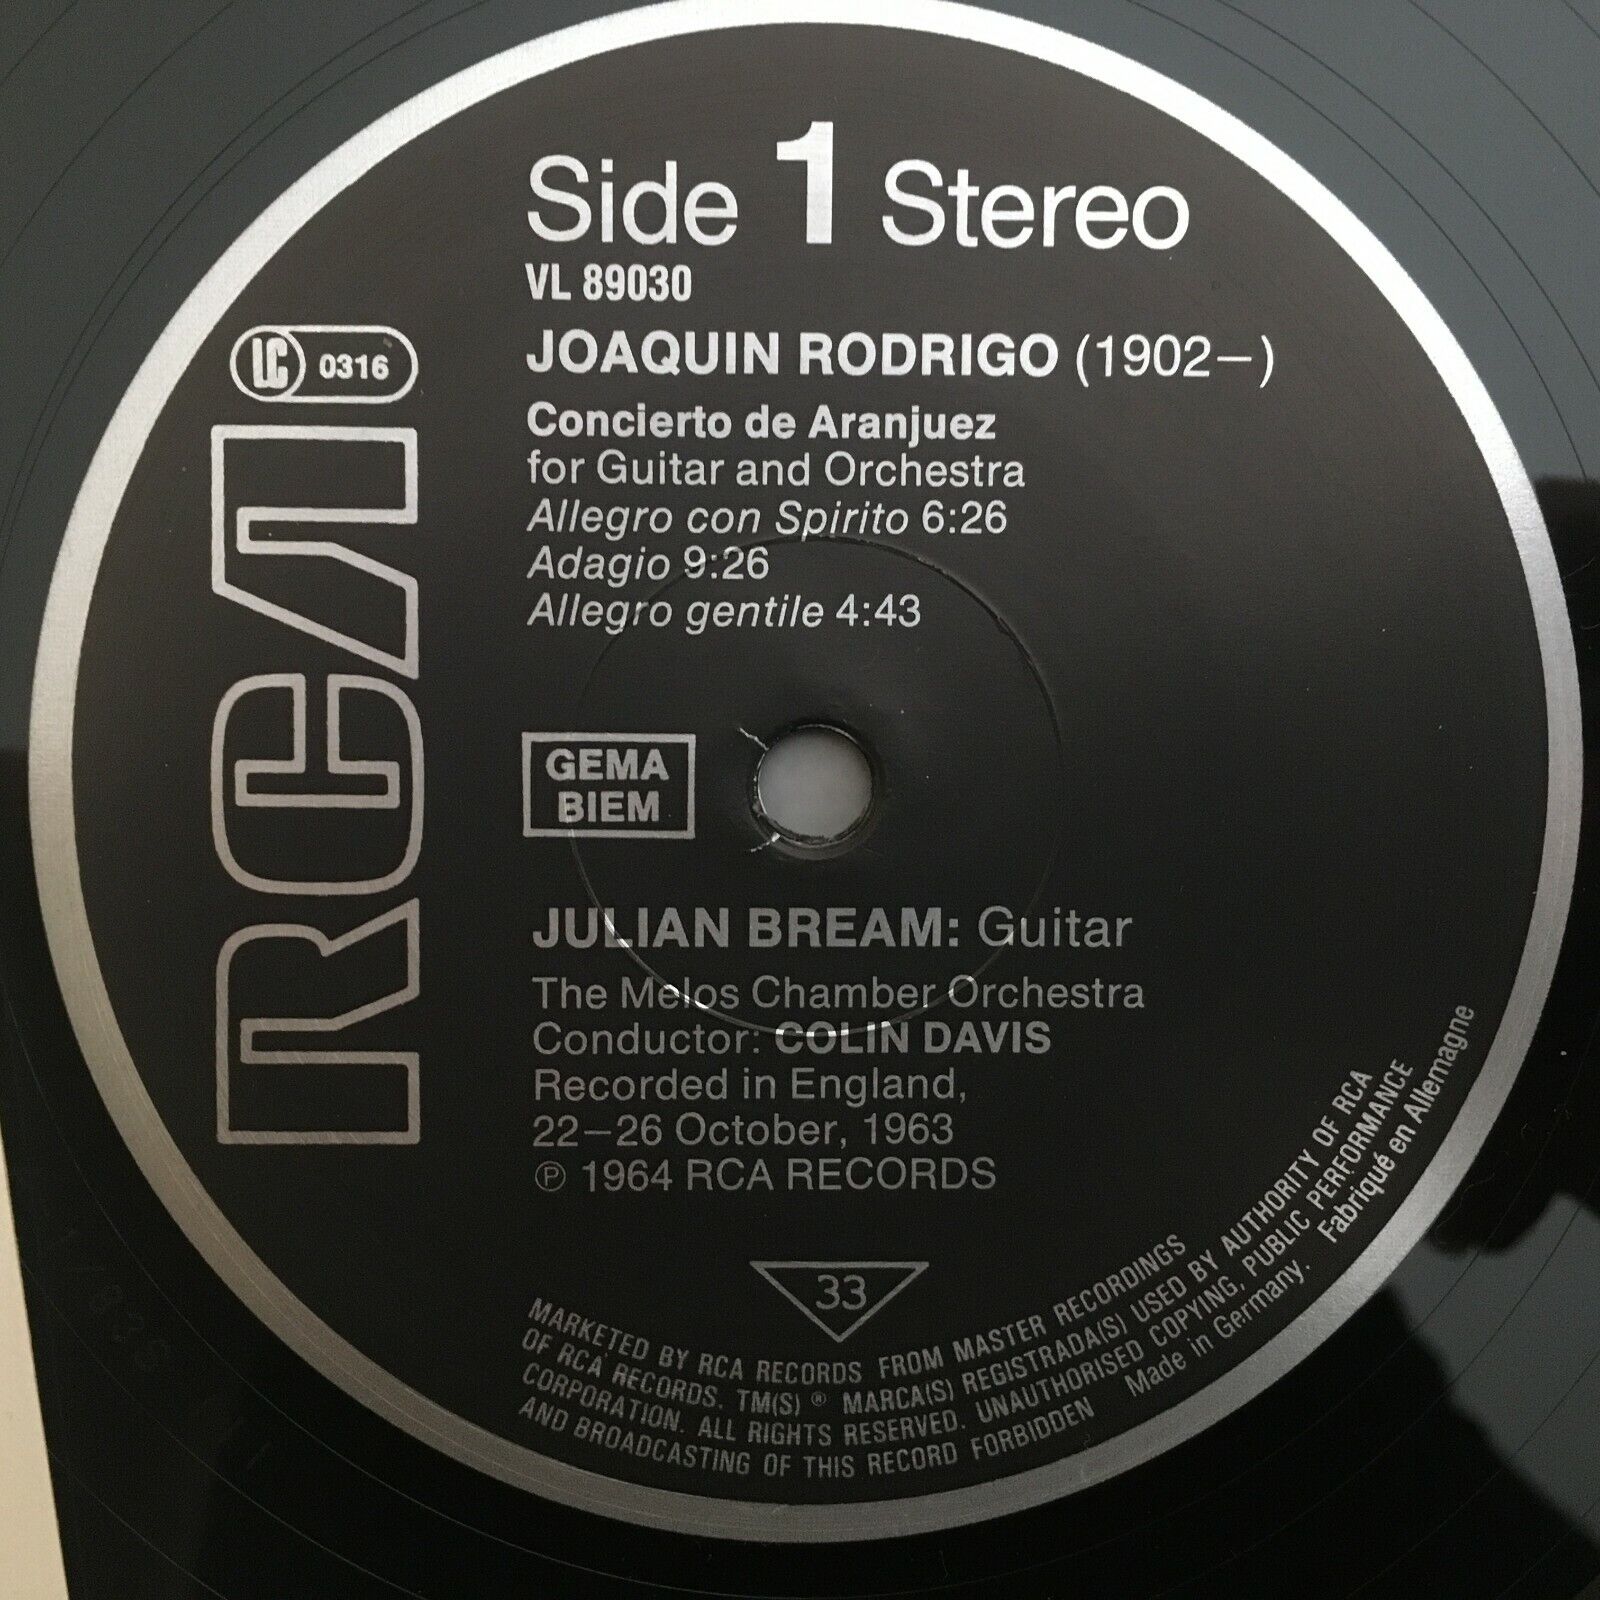 Side 1 Stereo
VL 89030
LC 0316
JOAQUIN RODRIGO (1902–)
Concierto de Aranjuez
for Guitar and Orchestra
Allegro con Spirito 6:26
Adagio 9:26
Allegro gentile 4:43
RCA
GEMA
BIEM
JULIAN BREAM: Guitar
The Melos Chamber Orchestra
Conductor: COLIN DAVIS
Recorded in England,
22–26 October, 1963
℗ 1964 RCA RECORDS
33
MARKETED BY RCA RECORDS FROM MASTER RECORDINGS
OF RCA RECORDS. TM(S) ® MARCA(S) REGISTRADA(S) USED BY AUTHORITY OF RCA
CORPORATION. ALL RIGHTS RESERVED. UNAUTHORISED COPYING, PUBLIC PERFORMANCE
AND BROADCASTING OF THIS RECORD FORBIDDEN Made in Germany. Fabriqué en Allemagne